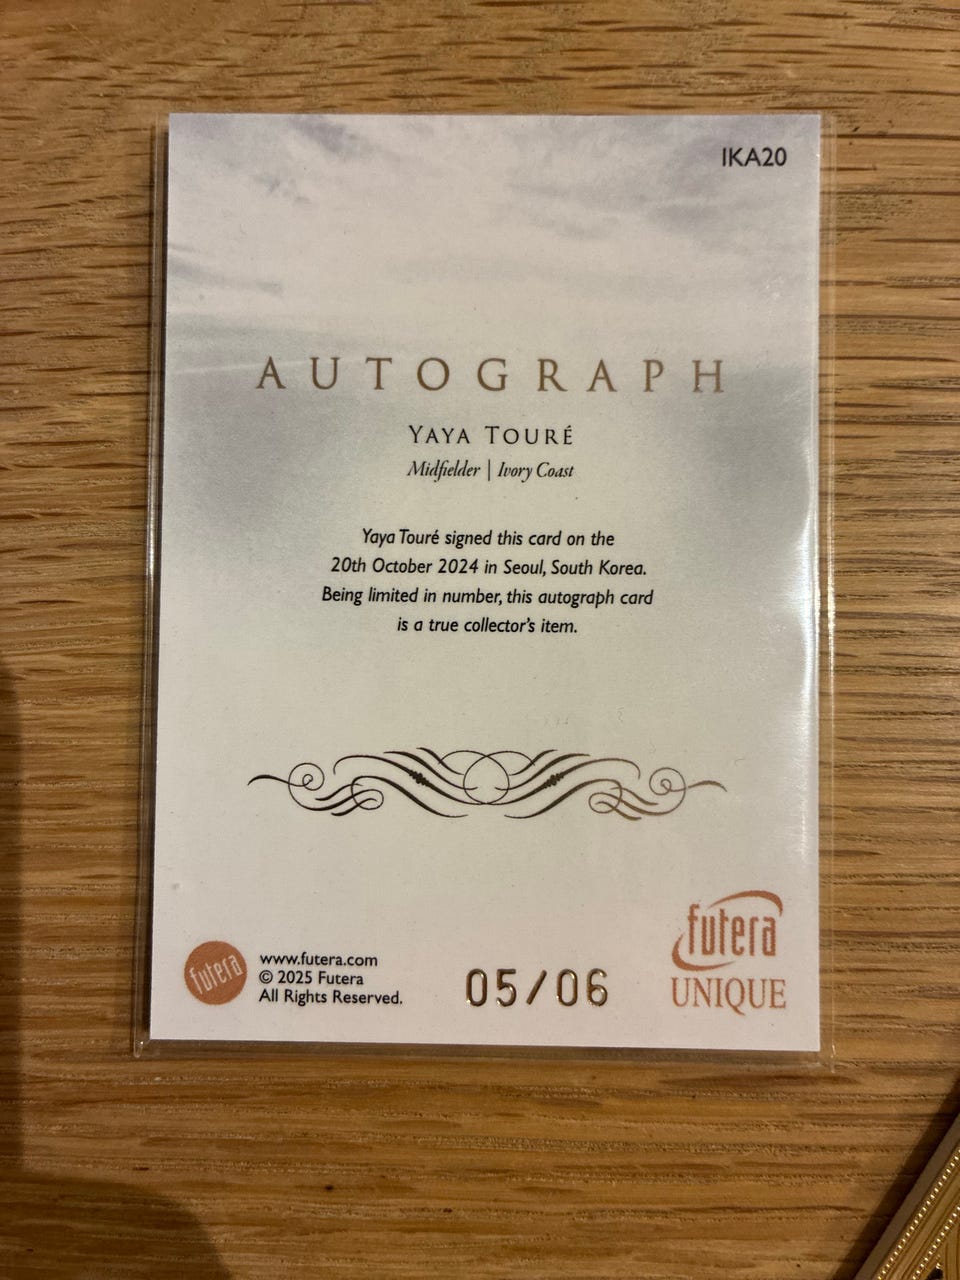 IKA20
AUTOGRAPH
YAYA TOURÉ
Midfielder | Ivory Coast
Yaya Touré signed this card on the
20th October 2024 in Seoul, South Korea.
Being limited in number, this autograph card
is a true collector's item.
futera
www.futera.com
© 2025 Futera
All Rights Reserved.
05/06
futera
UNIQUE